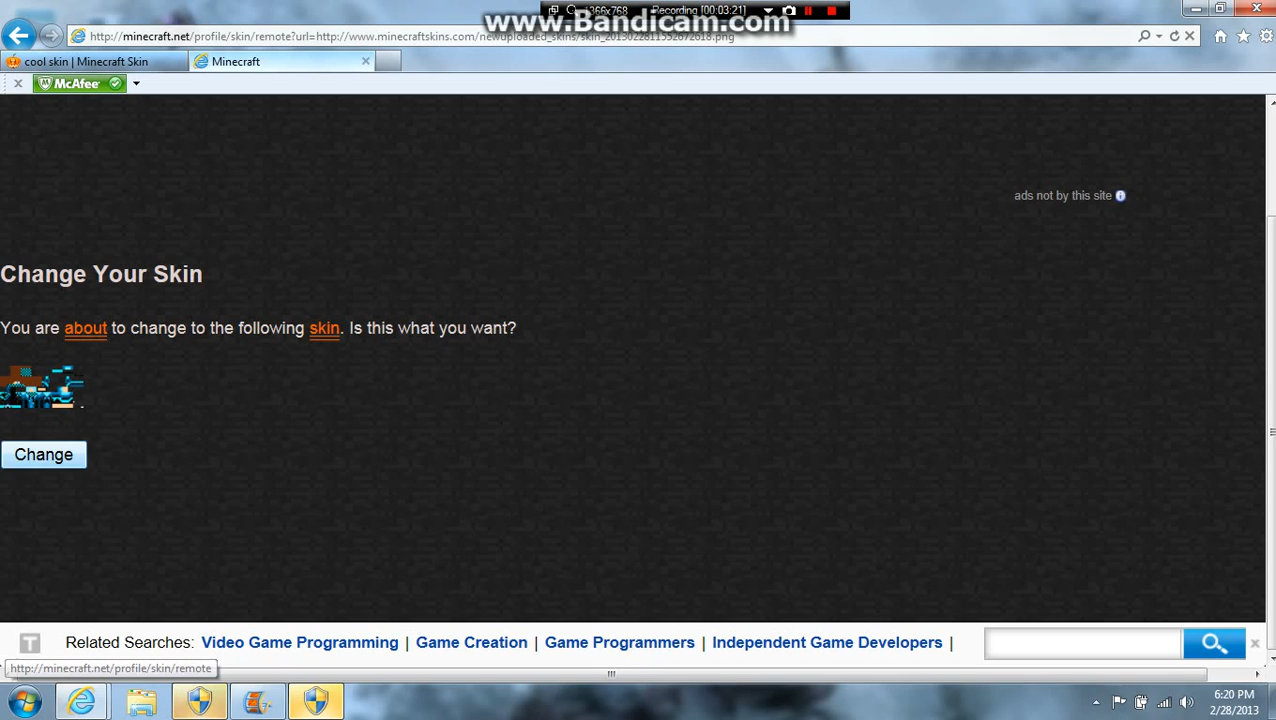 1366x768 Recording [00:03:21]
www.Bandicam.com
http://minecraft.net/profile/skin/remote?url=http://www.minecraftskins.com/newuploaded_skins/skin_2013022811552672618.png
cool skin | Minecraft Skin
Minecraft
McAfee
ads not by this site
Change Your Skin
You are about to change to the following skin. Is this what you want?
Change
T Related Searches: Video Game Programming | Game Creation | Game Programmers | Independent Game Developers |
http://minecraft.net/profile/skin/remote
6:20 PM
2/28/2013